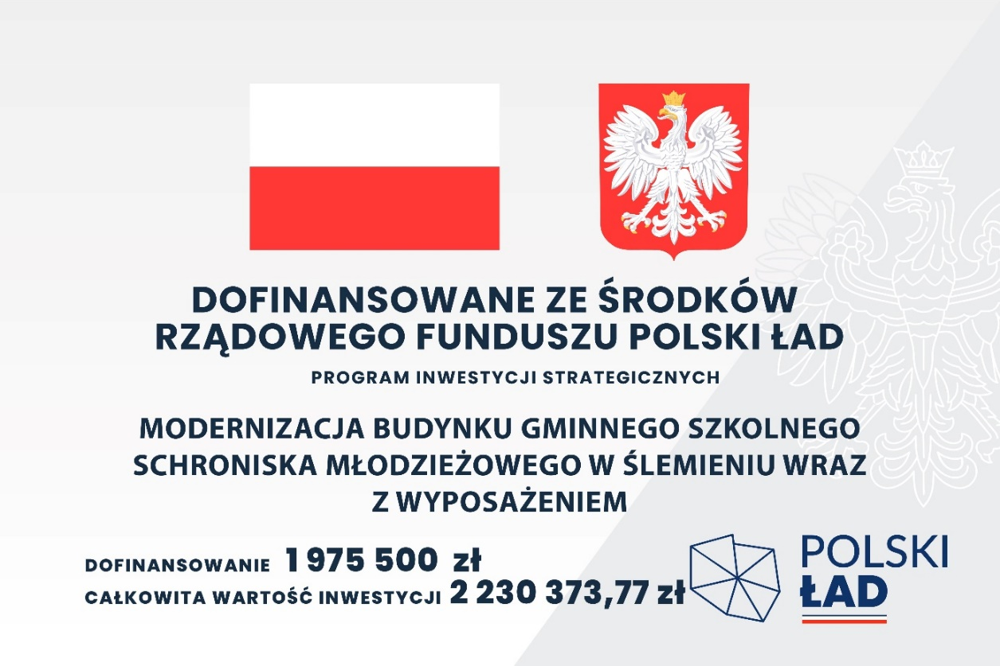 DOFINANSOWANE ZE ŚRODKÓW
RZĄDOWEGO FUNDUSZU POLSKI ŁAD
PROGRAM INWESTYCJI STRATEGICZNYCH
MODERNIZACJA BUDYNKU GMINNEGO SZKOLNEGO
SCHRONISKA MŁODZIEŻOWEGO W ŚLEMIENIU WRAZ
Z WYPOSAŻENIEM
DOFINANSOWANIE 1 975 500 zł
CAŁKOWITA WARTOŚĆ INWESTYCJI 2 230 373,77 zł
POLSKI
ŁAD